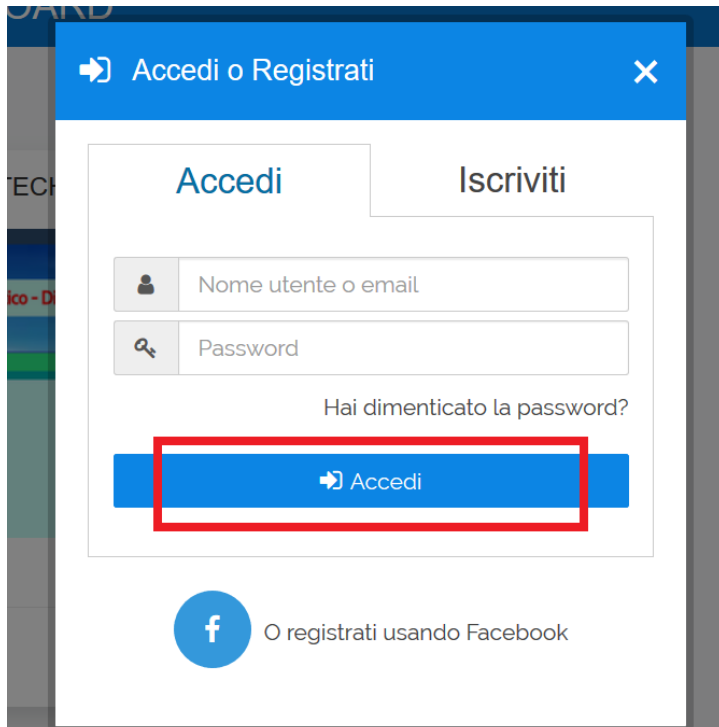 Accedi o Registrati
Accedi
Iscriviti
Nome utente o email
Password
Hai dimenticato la password?
Accedi
O registrati usando Facebook